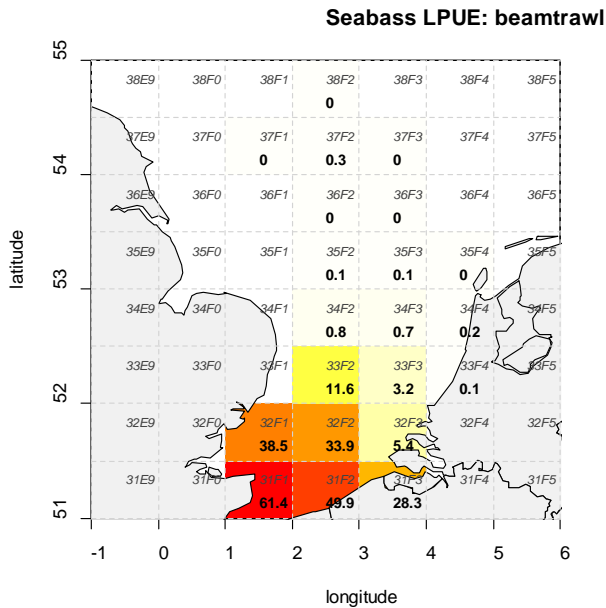 Seabass LPUE: beamtrawl
55
38E9 38F0 38F1 38F2 38F3 38F4 38F5
0
37E9 37F0 37F1 37F2 37F3 37F4 37F5
54
0 0.3 0
36E9 36F0 36F1 36F2 36F3 36F4 36F5
0 0
35E9 35F0 35F1 35F2 35F3 35F4 35F5
latitude
53
0.1 0.1 0
34E9 34F0 34F1 34F2 34F3 34F4 34F5
0.8 0.7 0.2
33E9 33F0 33F1 33F2 33F3 33F4 33F5
52
11.6 3.2 0.1
32E9 32F0 32F1 32F2 32F3 32F4 32F5
38.5 33.9 5.4
31E9 31F0 31F1 31F2 31F3 31F4 31F5
51
61.4 49.9 28.3
-1 0 1 2 3 4 5 6
longitude